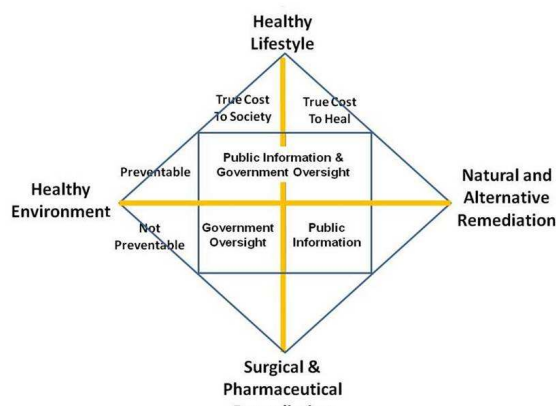 Healthy
Lifestyle
True Cost
To Society
True Cost
To Heal
Public Information &
Government Oversight
Preventable
Healthy
Environment
Natural and
Alternative
Remediation
Not
Preventable
Government
Oversight
Public
Information
Surgical &
Pharmaceutical